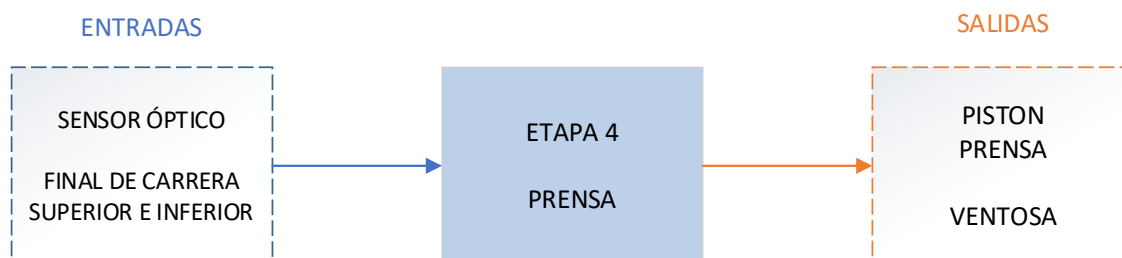 ENTRADAS
SENSOR ÓPTICO
FINAL DE CARRERA
SUPERIOR E INFERIOR
ETAPA 4
PRENSA
SALIDAS
PISTON
PRENSA
VENTOSA